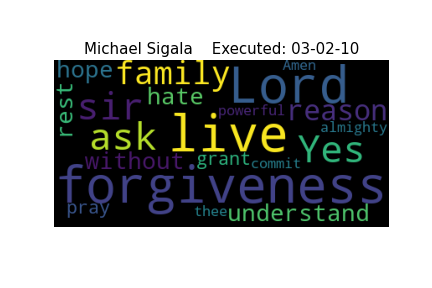 Michael Sigala    Executed: 03-02-10
hope family Lord Amen
rest sir hate powerful reason
ask live Yes almighty
without grant commit
forgiveness
pray thee understand